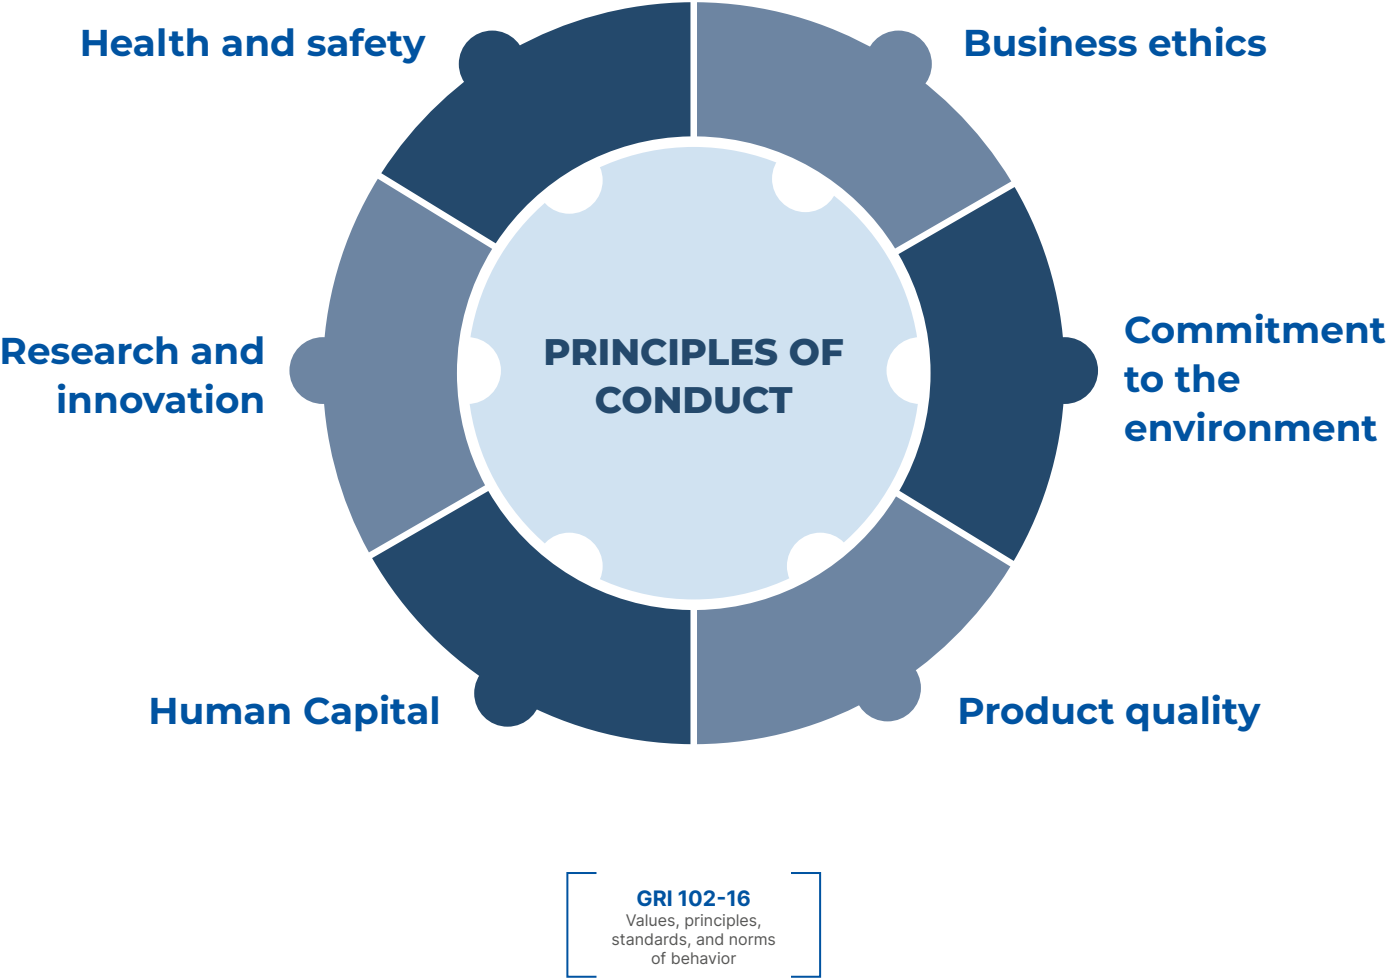 Health and safety
Business ethics
Research and
innovation
PRINCIPLES OF
CONDUCT
Commitment
to the
environment
Human Capital
Product quality
GRI 102-16
Values, principles,
standards, and norms
of behavior